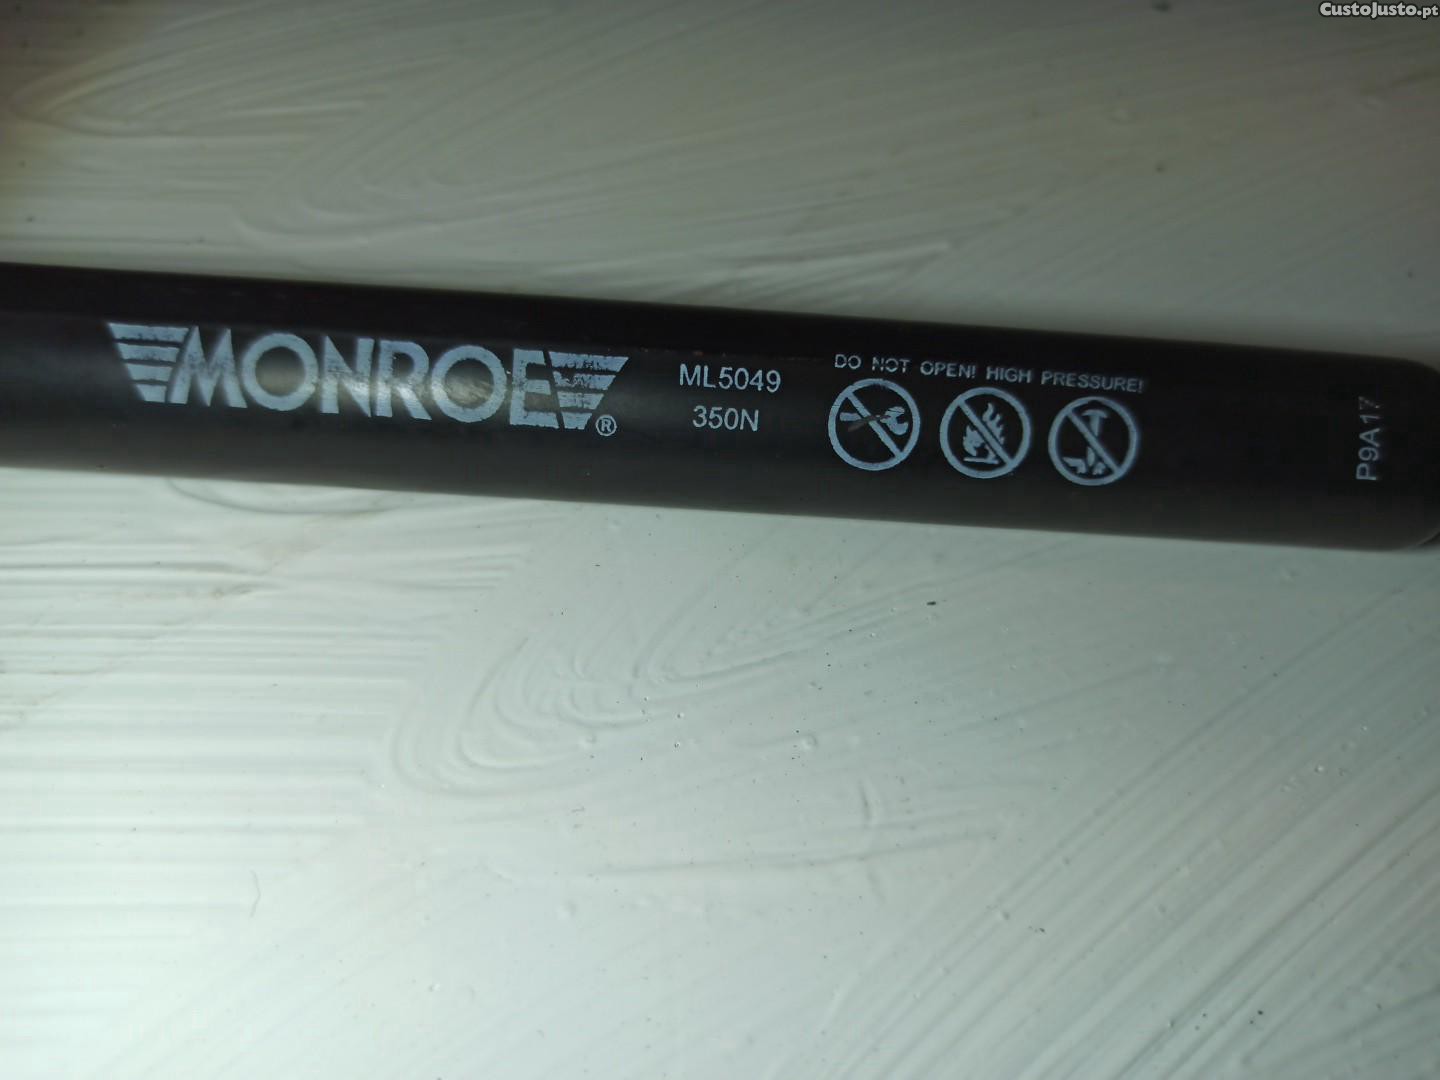 CustoJusto.pt
MONROE®
ML5049
350N
DO NOT OPEN! HIGH PRESSURE!
P9A17